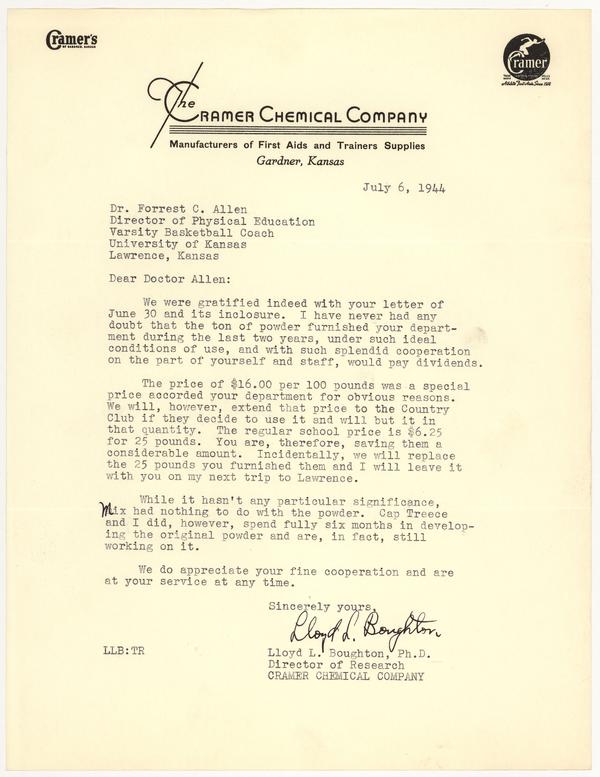 Cramer's
OF GARDNER, KANSAS
Cramer
Athlete First Aids Since 1918
The
CRAMER CHEMICAL COMPANY
Manufacturers of First Aids and Trainers Supplies
Gardner, Kansas
July 6, 1944
Dr. Forrest C. Allen
Director of Physical Education
Varsity Basketball Coach
University of Kansas
Lawrence, Kansas
Dear Doctor Allen:
We were gratified indeed with your letter of
June 30 and its inclosure. I have never had any
doubt that the ton of powder furnished your depart-
ment during the last two years, under such ideal
conditions of use, and with such splendid cooperation
on the part of yourself and staff, would pay dividends.
The price of $16.00 per 100 pounds was a special
price accorded your department for obvious reasons.
We will, however, extend that price to the Country
Club if they decide to use it and will but it in
that quantity. The regular school price is $6.25
for 25 pounds. You are, therefore, saving them a
considerable amount. Incidentally, we will replace
the 25 pounds you furnished them and I will leave it
with you on my next trip to Lawrence.
While it hasn't any particular significance,
Mix had nothing to do with the powder. Cap Treece
and I did, however, spend fully six months in develop-
ing the original powder and are, in fact, still
working on it.
We do appreciate your fine cooperation and are
at your service at any time.
Sincerely yours,
Lloyd L. Boughton
LLB:TR
Lloyd L. Boughton, Ph.D.
Director of Research
CRAMER CHEMICAL COMPANY